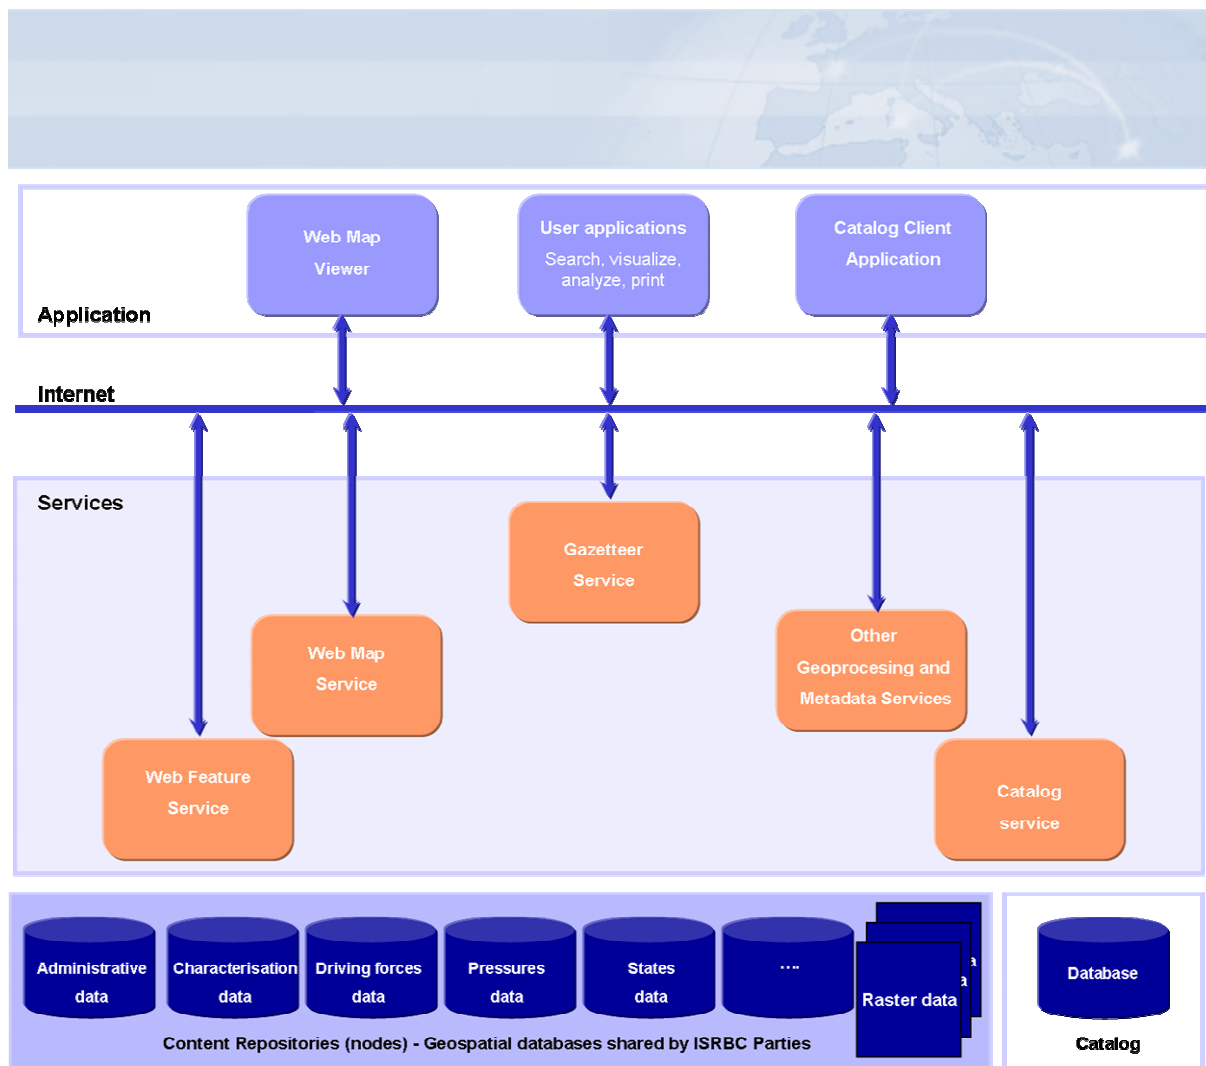 Web Map
Viewer
User applications
Search, visualize,
analyze, print
Catalog Client
Application
Application
Internet
Services
Gazetteer
Service
Web Map
Service
Other
Geoprocesing and
Metadata Services
Web Feature
Service
Catalog
service
Administrative
data
Characterisation
data
Driving forces
data
Pressures
data
States
data
....
a
a
Raster data
Database
Content Repositories (nodes) - Geospatial databases shared by ISRBC Parties
Catalog